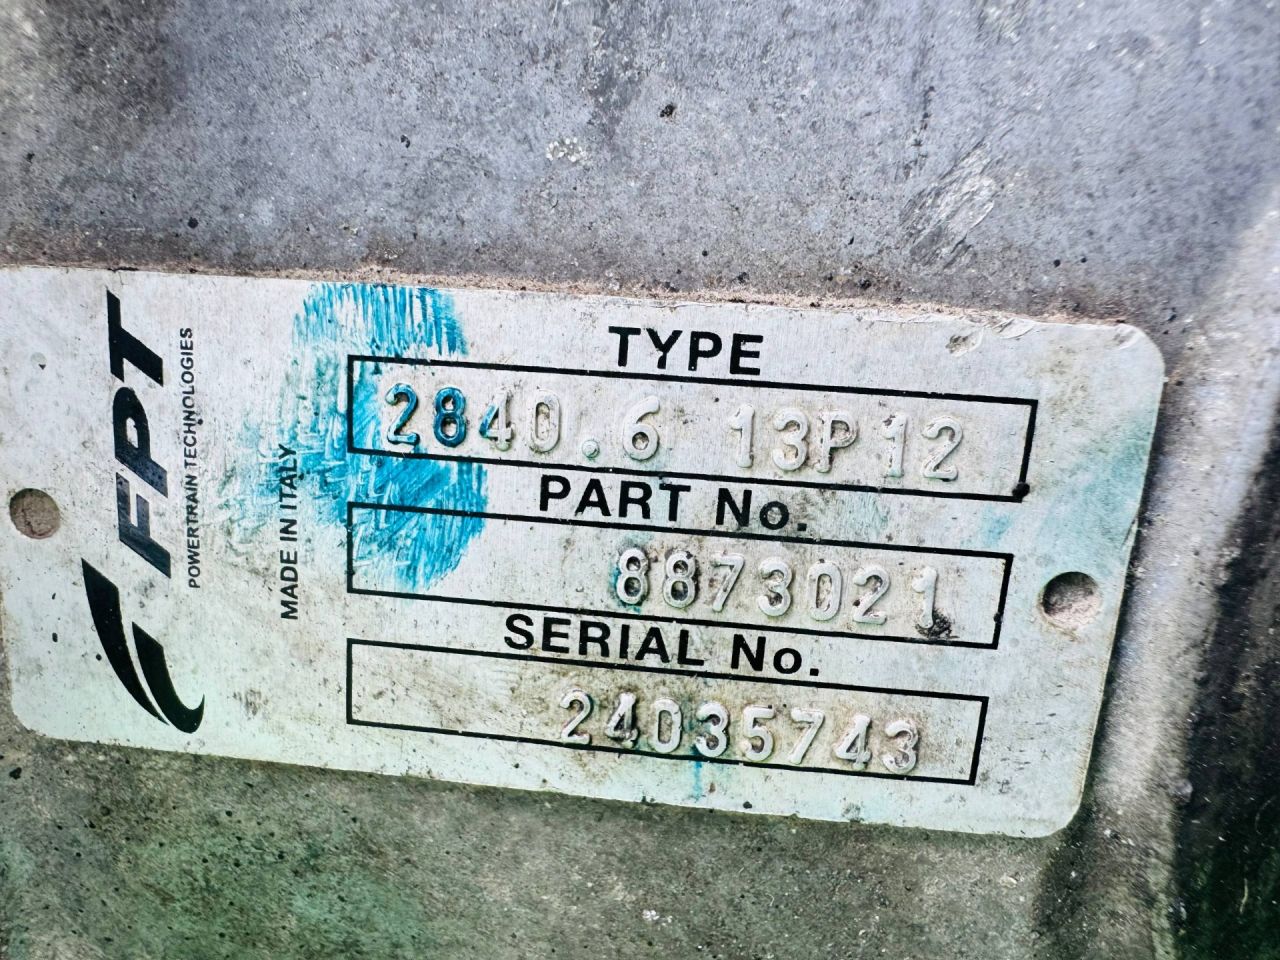 FPT
POWERTRAIN TECHNOLOGIES
MADE IN ITALY
TYPE
2840.6 13P12
PART No.
8873021
SERIAL No.
24035743